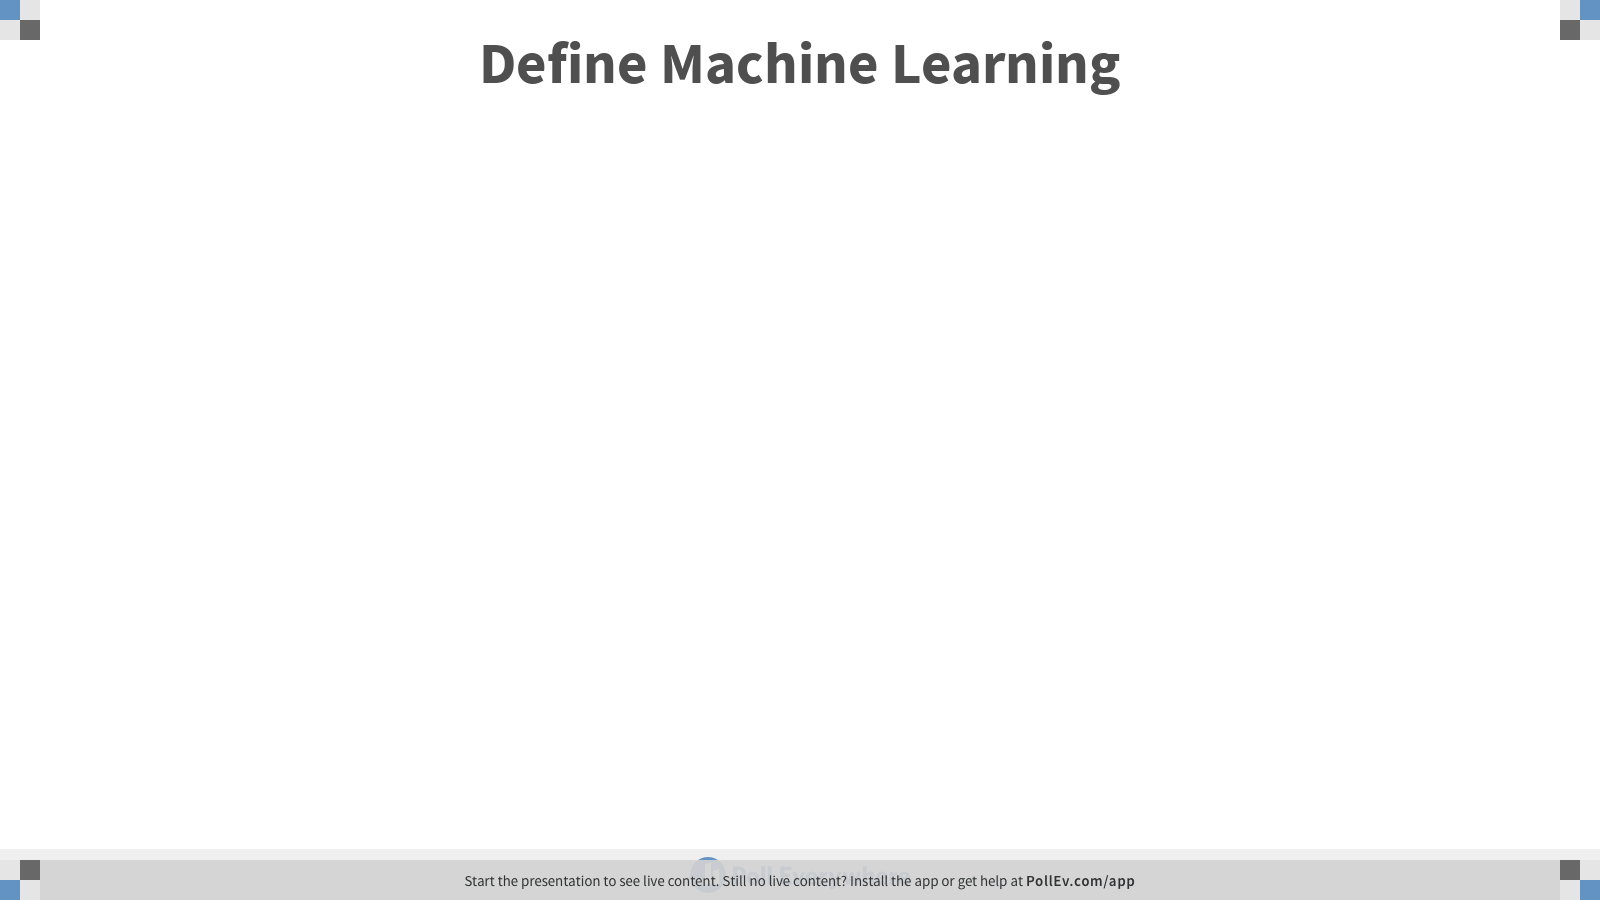 Define Machine Learning
Start the presentation to see live content. Still no live content? Install the app or get help at PollEv.com/app